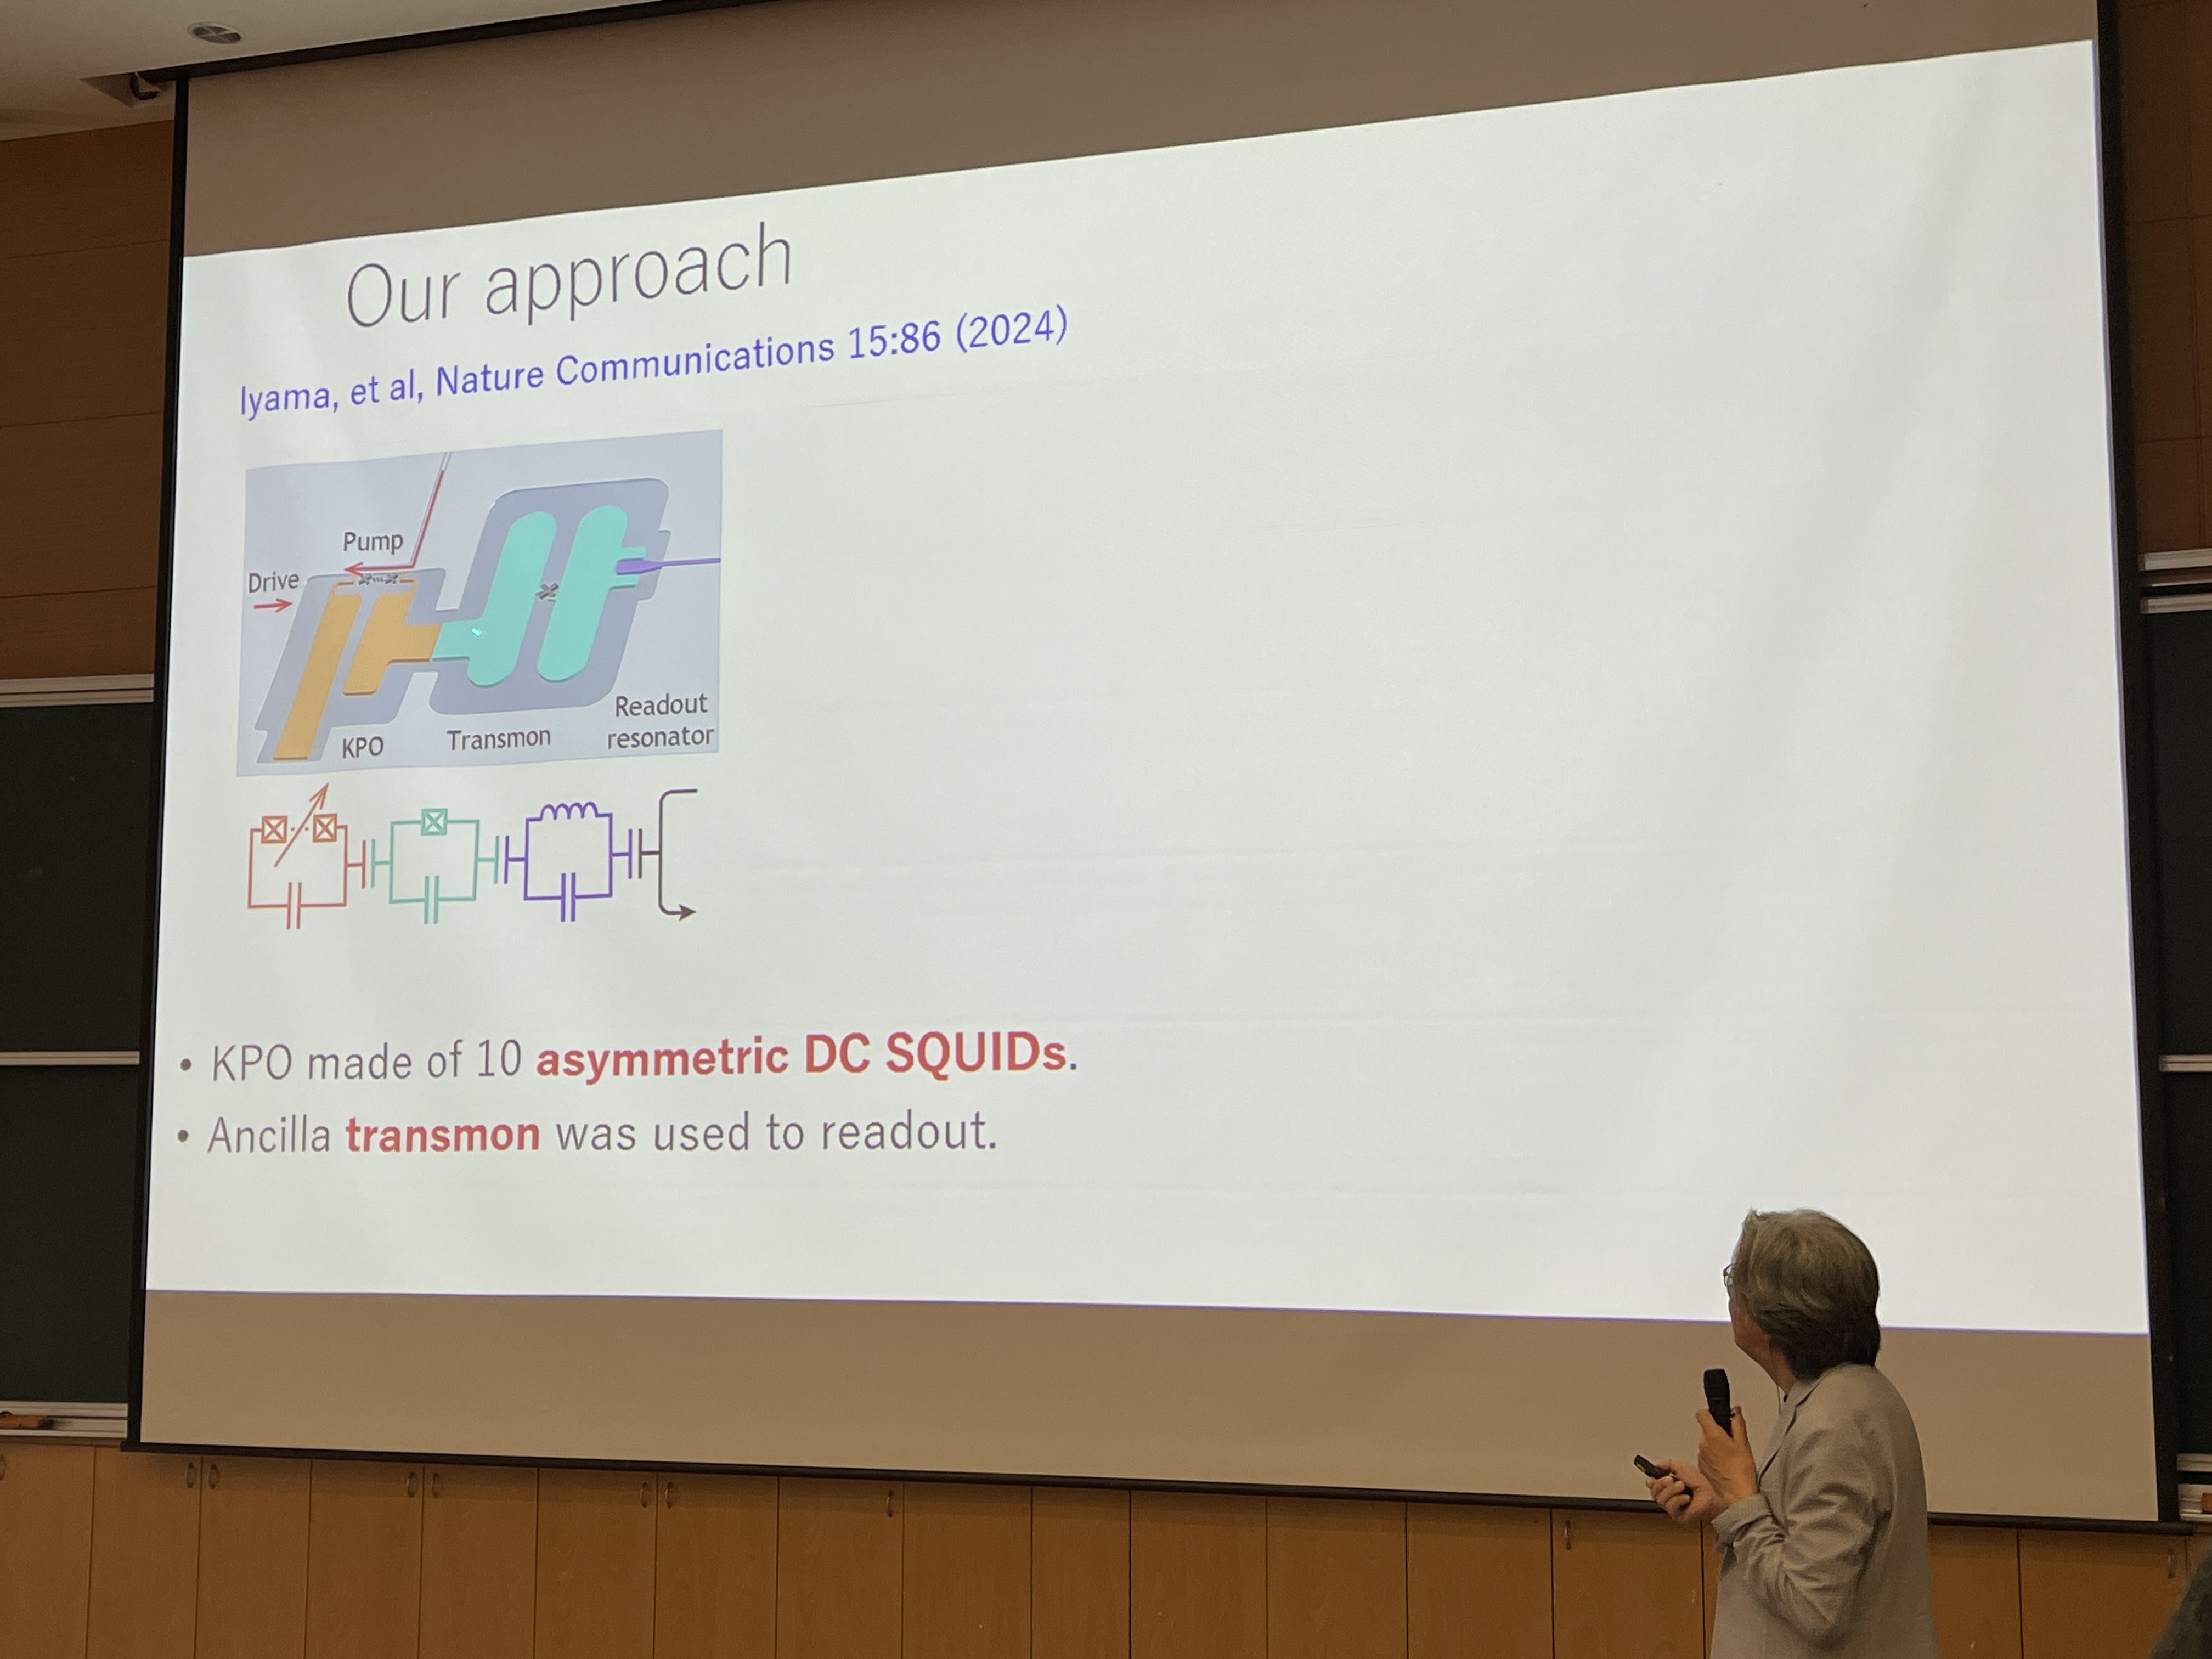 Our approach
Iyama, et al, Nature Communications 15:86 (2024)
Pump
Drive
KPO
Transmon
Readout
resonator
• KPO made of 10 asymmetric DC SQUIDs.
• Ancilla transmon was used to readout.